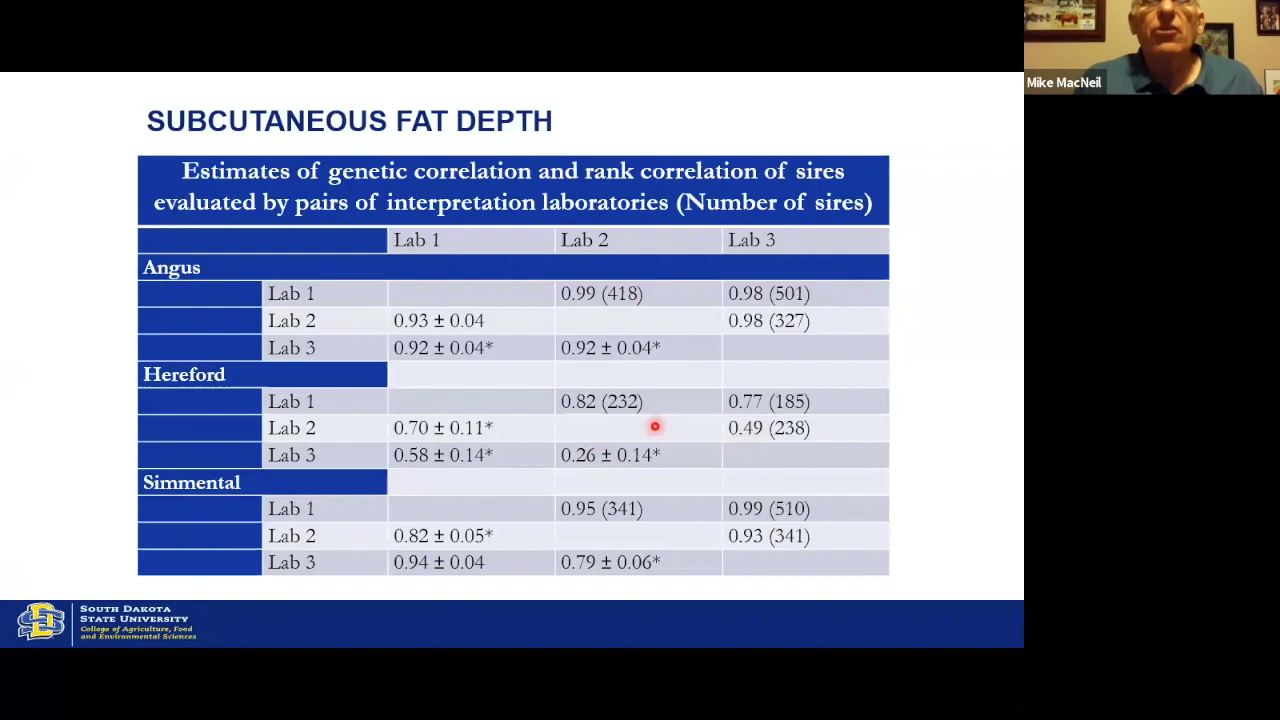 Mike MacNeil
SUBCUTANEOUS FAT DEPTH
Estimates of genetic correlation and rank correlation of sires
evaluated by pairs of interpretation laboratories (Number of sires)
Lab 1 Lab 2 Lab 3
Angus
Lab 1 0.99 (418) 0.98 (501)
Lab 2 0.93 ± 0.04 0.98 (327)
Lab 3 0.92 ± 0.04* 0.92 ± 0.04*
Hereford
Lab 1 0.82 (232) 0.77 (185)
Lab 2 0.70 ± 0.11* 0.49 (238)
Lab 3 0.58 ± 0.14* 0.26 ± 0.14*
Simmental
Lab 1 0.95 (341) 0.99 (510)
Lab 2 0.82 ± 0.05* 0.93 (341)
Lab 3 0.94 ± 0.04 0.79 ± 0.06*
SOUTH DAKOTA
STATE UNIVERSITY
College of Agriculture, Food
and Environmental Sciences